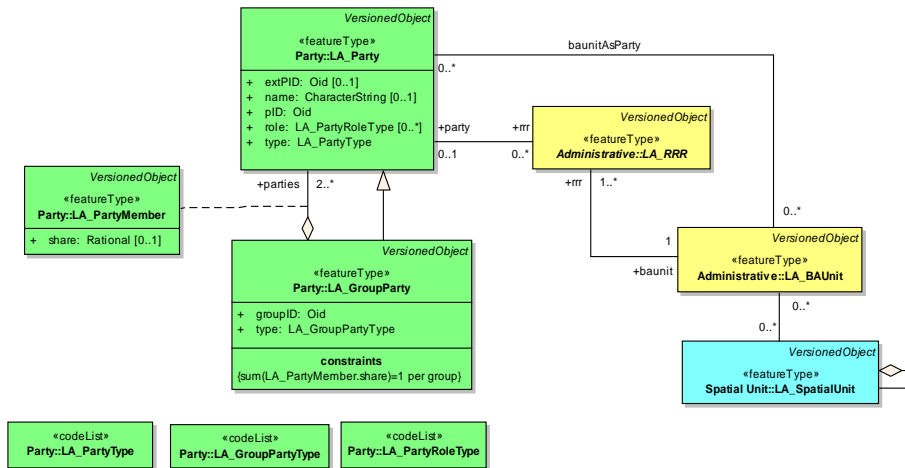 VersionedObject
«featureType»
Party::LA_Party
+ extPID: Oid [0..1]
+ name: CharacterString [0..1]
+ pID: Oid
+ role: LA_PartyRoleType [0..*]
+ type: LA_PartyType
baunitAsParty
0..*
+party
0..1
+rrr
0..*
VersionedObject
«featureType»
Administrative::LA_RRR
+rrr
1..*
VersionedObject
«featureType»
Party::LA_PartyMember
+ share: Rational [0..1]
+parties
2..*
0..*
1
+baunit
VersionedObject
«featureType»
Administrative::LA_BAUnit
VersionedObject
«featureType»
Party::LA_GroupParty
+ groupID: Oid
+ type: LA_GroupPartyType
constraints
{sum(LA_PartyMember.share)=1 per group}
0..*
0..*
VersionedObject
«featureType»
Spatial Unit::LA_SpatialUnit
«codeList»
Party::LA_PartyType
«codeList»
Party::LA_GroupPartyType
«codeList»
Party::LA_PartyRoleType